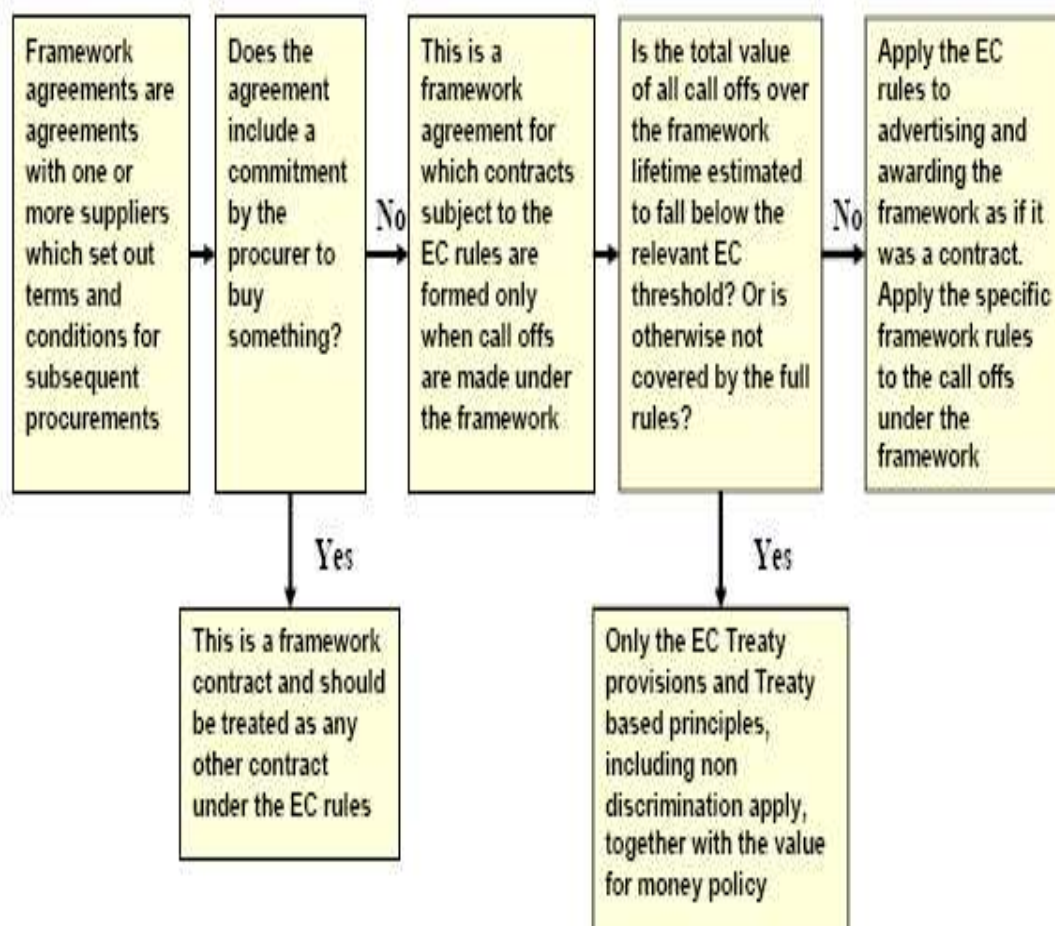 Framework
agreements are
agreements
with one or
more suppliers
which set out
terms and
conditions for
subsequent
procurements
Does the
agreement
include a
commitment
by the
procurer to
buy
something?
No
This is a
framework
agreement for
which contracts
subject to the
EC rules are
formed only
when call offs
are made under
the framework
Is the total value
of all call offs over
the framework
lifetime estimated
to fall below the
relevant EC
threshold? Or is
otherwise not
covered by the full
rules?
No
Apply the EC
rules to
advertising and
awarding the
framework as if it
was a contract.
Apply the specific
framework rules
to the call offs
under the
framework
Yes
This is a framework
contract and should
be treated as any
other contract
under the EC rules
Yes
Only the EC Treaty
provisions and Treaty
based principles,
including non
discrimination apply,
together with the value
for money policy